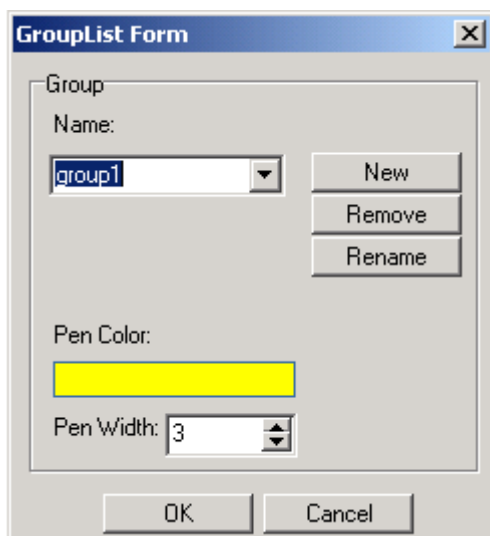 GroupList Form
Group
Name:
group1
New
Remove
Rename
Pen Color:
Pen Width: 3
OK Cancel